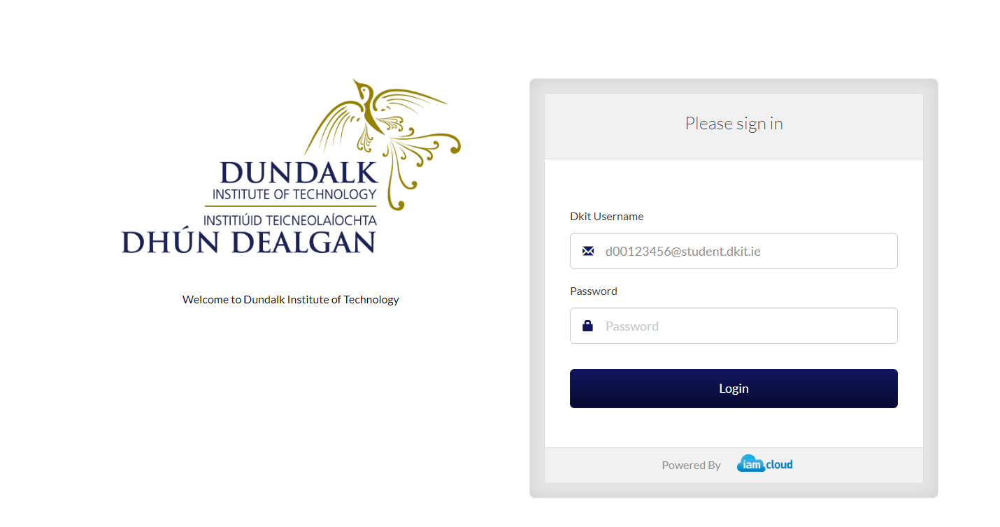 DUNDALK
INSTITUTE OF TECHNOLOGY
INSTITIÚID TEICNEOLAÍOCHTA
DHÚN DEALGAN
Welcome to Dundalk Institute of Technology
Please sign in
Dkit Username
d00123456@student.dkit.ie
Password
Password
Login
Powered By iam cloud